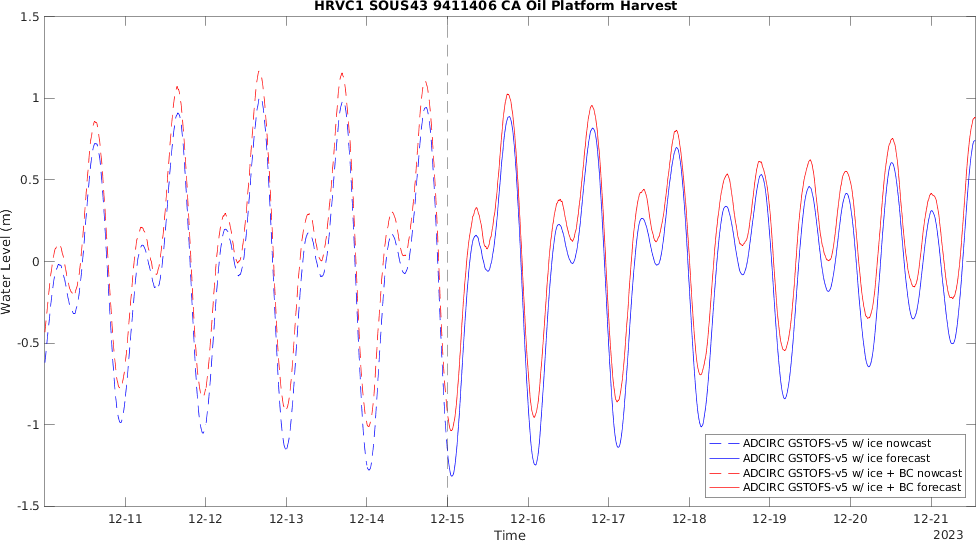 HRVC1 SOUS43 9411406 CA Oil Platform Harvest
1.5
1
0.5
0
-0.5
-1
-1.5
Water Level (m)
12-11
12-12
12-13
12-14
12-15
12-16
12-17
12-18
12-19
12-20
12-21
Time
2023
ADCIRC GSTOFS-v5 w/ ice nowcast
ADCIRC GSTOFS-v5 w/ ice forecast
ADCIRC GSTOFS-v5 w/ ice + BC nowcast
ADCIRC GSTOFS-v5 w/ ice + BC forecast